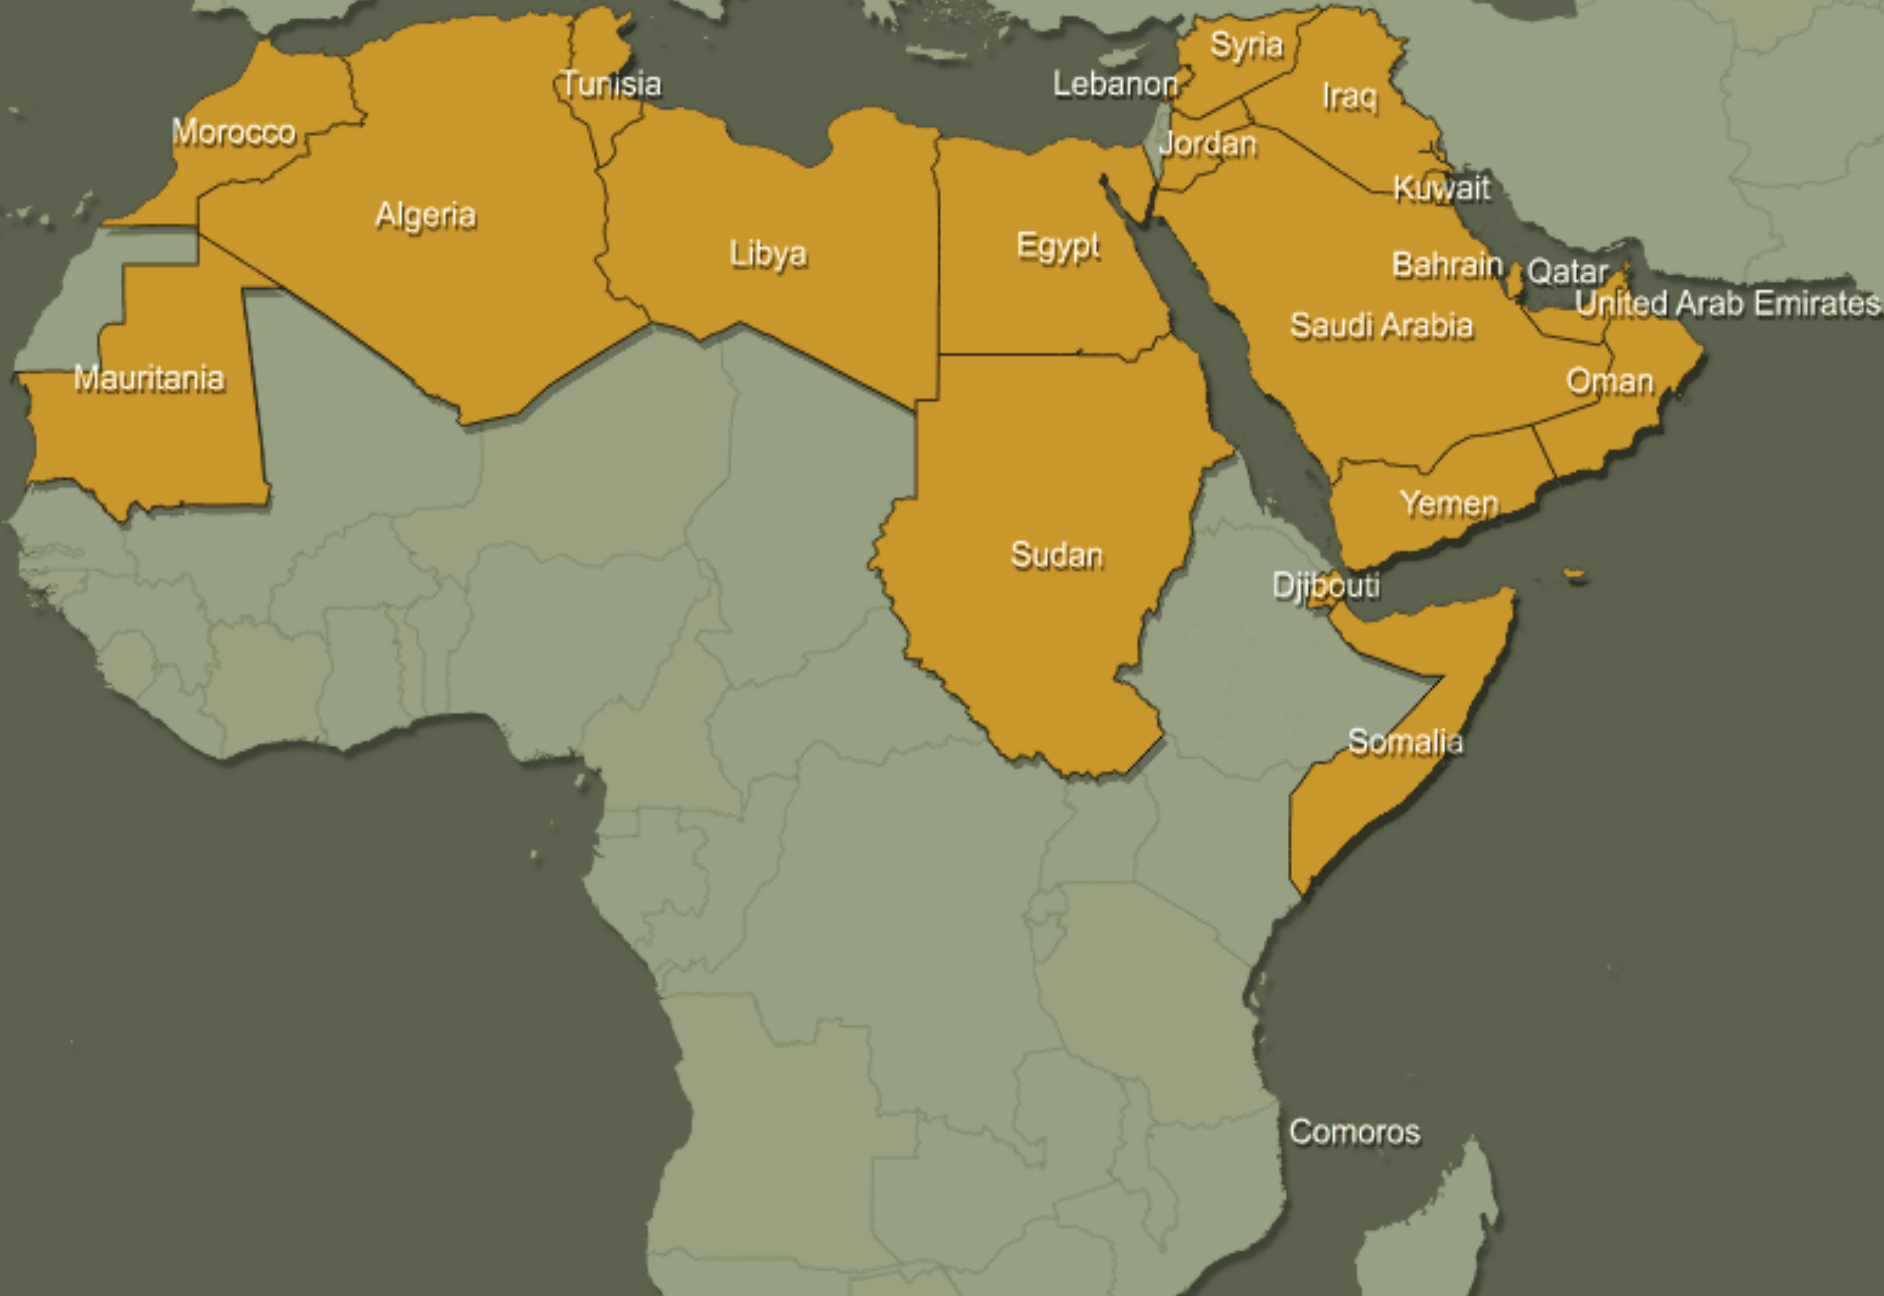 Syria
Lebanon
Tunisia
Iraq
Morocco
Jordan
Kuwait
Algeria
Egypt
Libya
Bahrain
Qatar
United Arab Emirates
Saudi Arabia
Mauritania
Oman
Yemen
Sudan
Djibouti
Somalia
Comoros